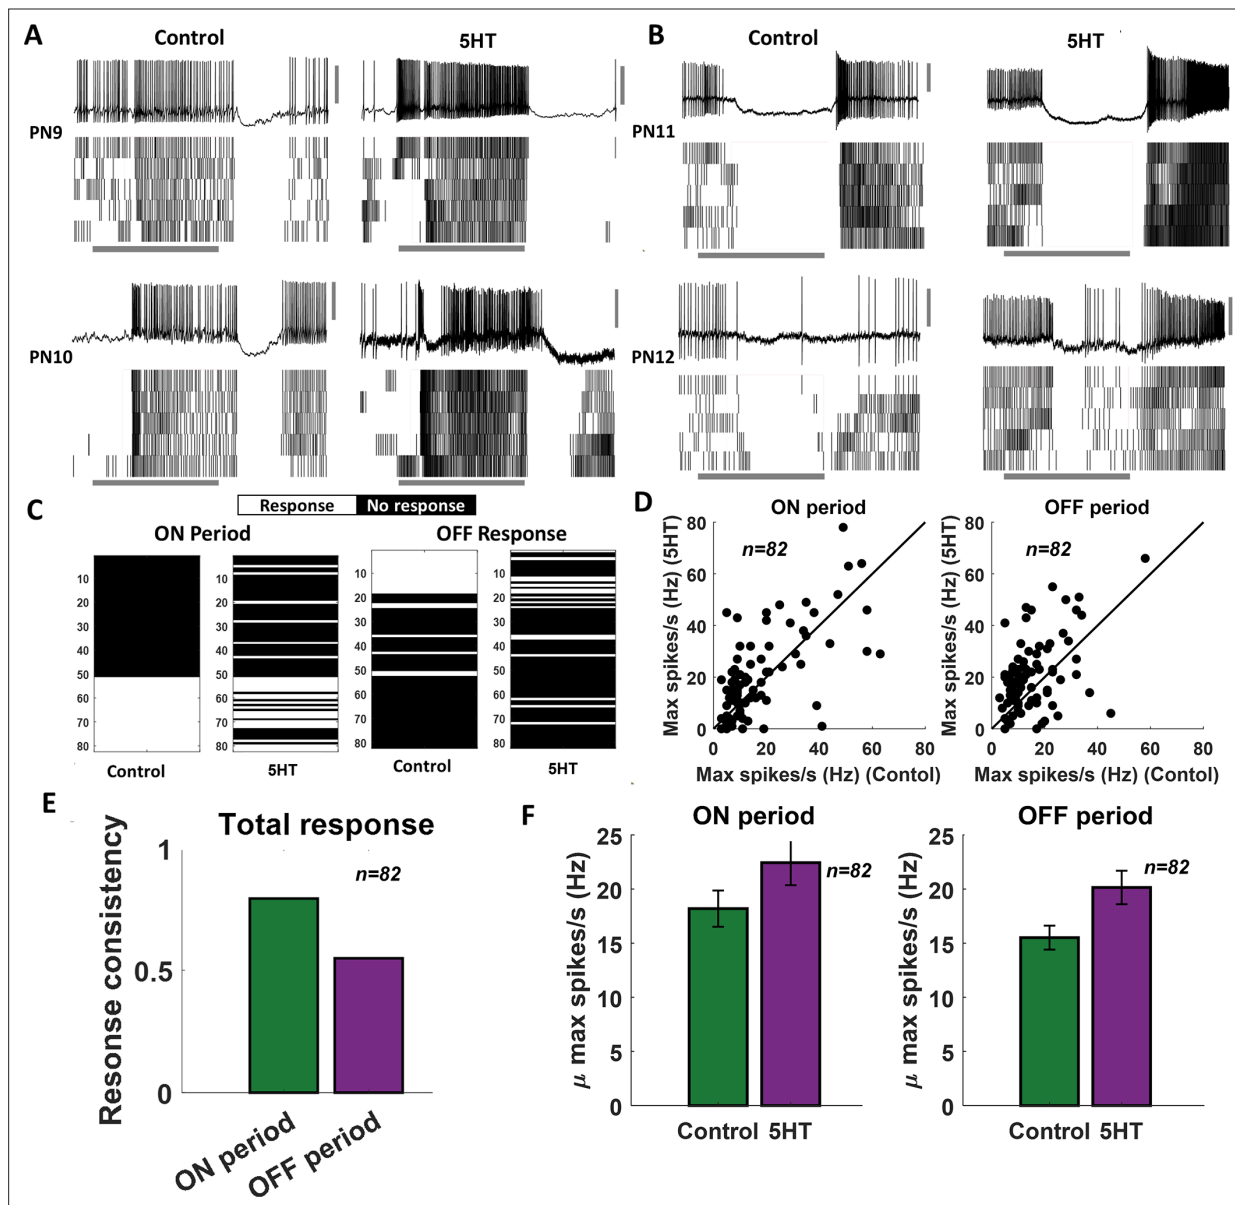 A
Control
5HT
PN9
PN10
B
Control
5HT
PN11
PN12
C
Response No response
ON Period
OFF Response
10
20
30
40
50
60
70
80
Control
10
20
30
40
50
60
70
80
5HT
10
20
30
40
50
60
70
80
Control
10
20
30
40
50
60
70
80
5HT
D
ON period
n=82
Max spikes/s (Hz) (5HT)
80
60
40
20
0
0 20 40 60 80
Max spikes/s (Hz) (Contol)
OFF period
n=82
Max spikes/s (Hz) (5HT)
80
60
40
20
0
0 20 40 60 80
Max spikes/s (Hz) (Contol)
E
Total response
n=82
Resonse consistency
1
0.5
0
ON period
OFF period
F
ON period
n=82
μ max spikes/s (Hz)
25
20
15
10
5
0
Control 5HT
OFF period
n=82
μ max spikes/s (Hz)
25
20
15
10
5
0
Control 5HT